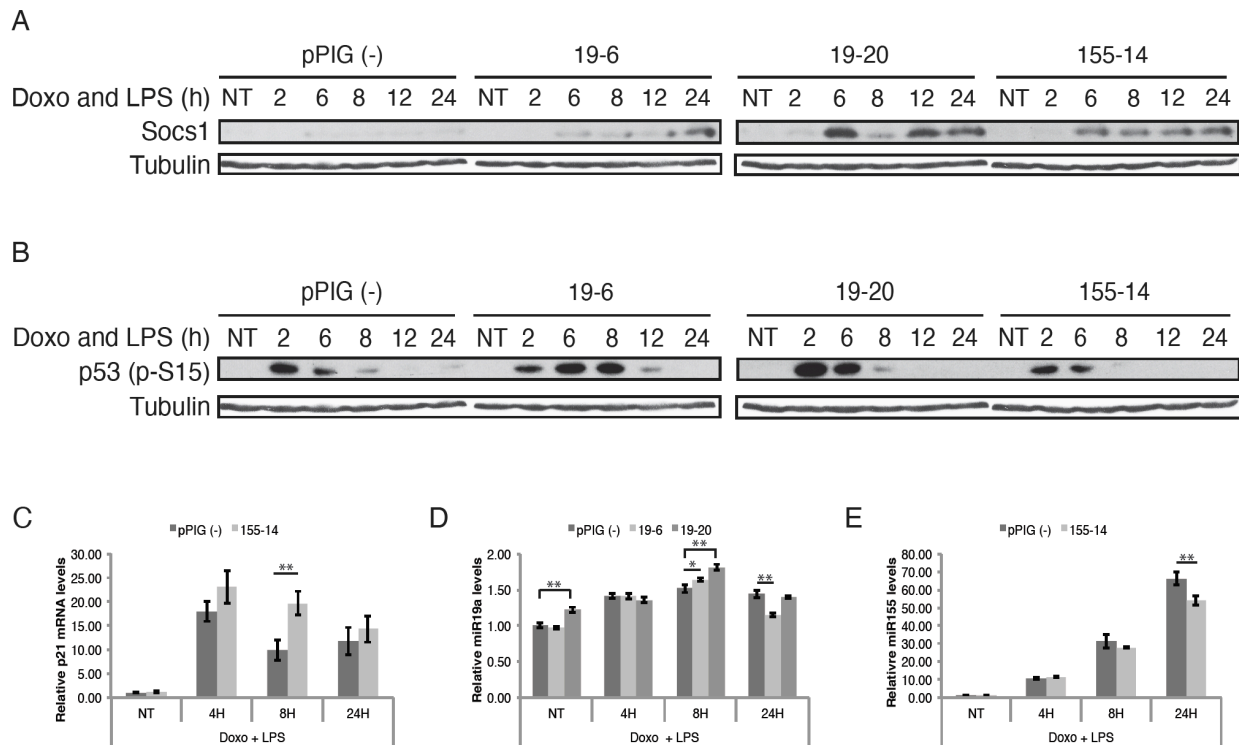 A
pPIG (-) 19-6 19-20 155-14
Doxo and LPS (h) NT 2 6 8 12 24 NT 2 6 8 12 24 NT 2 6 8 12 24 NT 2 6 8 12 24
Socs1
Tubulin
B
pPIG (-) 19-6 19-20 155-14
Doxo and LPS (h) NT 2 6 8 12 24 NT 2 6 8 12 24 NT 2 6 8 12 24 NT 2 6 8 12 24
p53 (p-S15)
Tubulin
C
pPIG (-) 155-14
Relative p21 mRNA levels
30.00
25.00
20.00
15.00
10.00
5.00
0.00
**
NT 4H 8H 24H
Doxo + LPS
D
pPIG (-) 19-6 19-20
Relative miR19a levels
2.00
1.50
1.00
0.50
0.00
**
**
*
**
NT 4H 8H 24H
Doxo + LPS
E
pPIG (-) 155-14
Relativre miR155 levels
80.00
70.00
60.00
50.00
40.00
30.00
20.00
10.00
0.00
**
NT 4H 8H 24H
Doxo + LPS